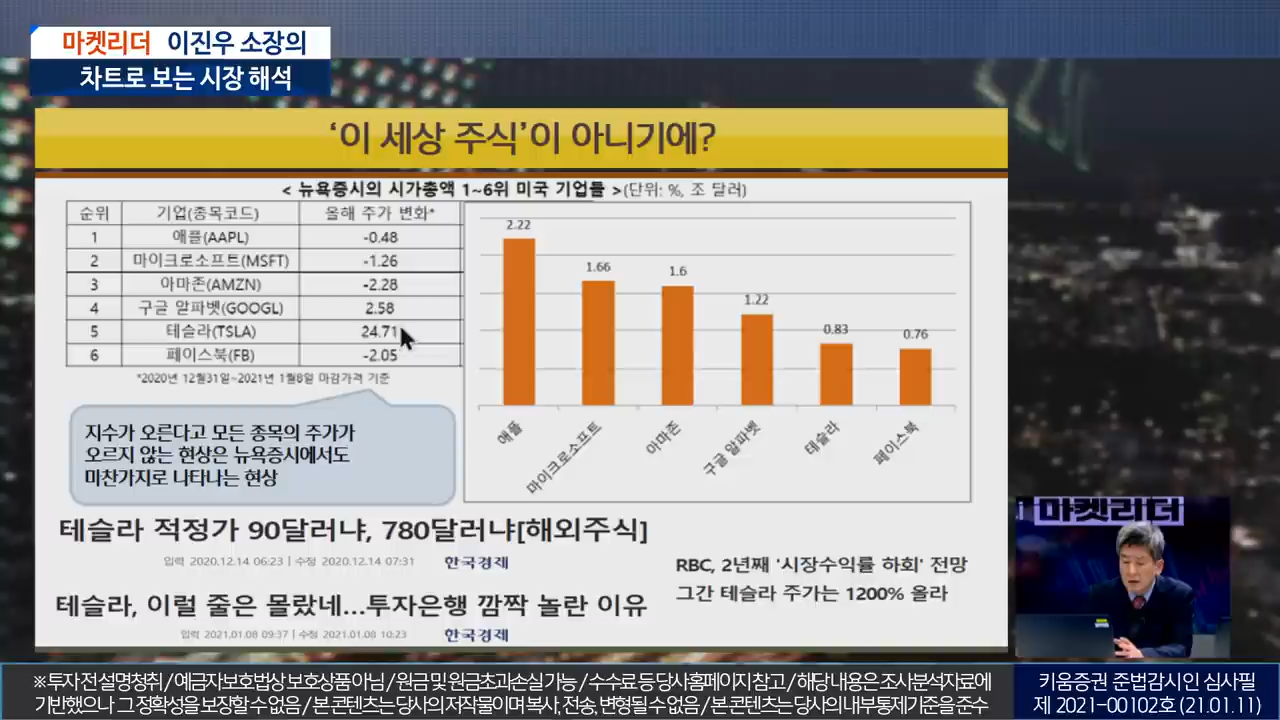 마켓리더 이진우 소장의
차트로 보는 시장 해석
'이 세상 주식'이 아니기에?
< 뉴욕증시의 시가총액 1~6위 미국 기업들 >(단위: %, 조 달러)
순위 기업(종목코드) 올해 주가 변화*
1 애플(AAPL) -0.48
2 마이크로소프트(MSFT) -1.26
3 아마존(AMZN) -2.28
4 구글 알파벳(GOOGL) 2.58
5 테슬라(TSLA) 24.71
6 페이스북(FB) -2.05
*2020년 12월31일~2021년 1월8일 마감가격 기준
2.22
1.66
1.6
1.22
0.83
0.76
애플
마이크로소프트
아마존
구글 알파벳
테슬라
페이스북
지수가 오른다고 모든 종목의 주가가
오르지 않는 현상은 뉴욕증시에서도
마찬가지로 나타나는 현상
테슬라 적정가 90달러냐, 780달러냐[해외주식]
입력 2020.12.14 06:23 | 수정 2020.12.14 07:31 한국경제
RBC, 2년째 '시장수익률 하회' 전망
그간 테슬라 주가는 1200% 올라
테슬라, 이럴 줄은 몰랐네...투자은행 깜짝 놀란 이유
입력 2021.01.08 09:37 | 수정 2021.01.08 10:23 한국경제
마켓리더
※ 투자 전 설명청취 / 예금자보호법상 보호상품 아님 / 원금 및 원금초과손실 가능 / 수수료 등 당사홈페이지 참고 / 해당 내용은 조사분석자료에
기반했으나 그 정확성을 보장할 수 없음 / 본 콘텐츠는 당사의 저작물이며 복사, 전송, 변형될 수 없음 / 본 콘텐츠는 당사의 내부통제기준을 준수
키움증권 준법감시인 심사필
제 2021-00102호 (21.01.11)